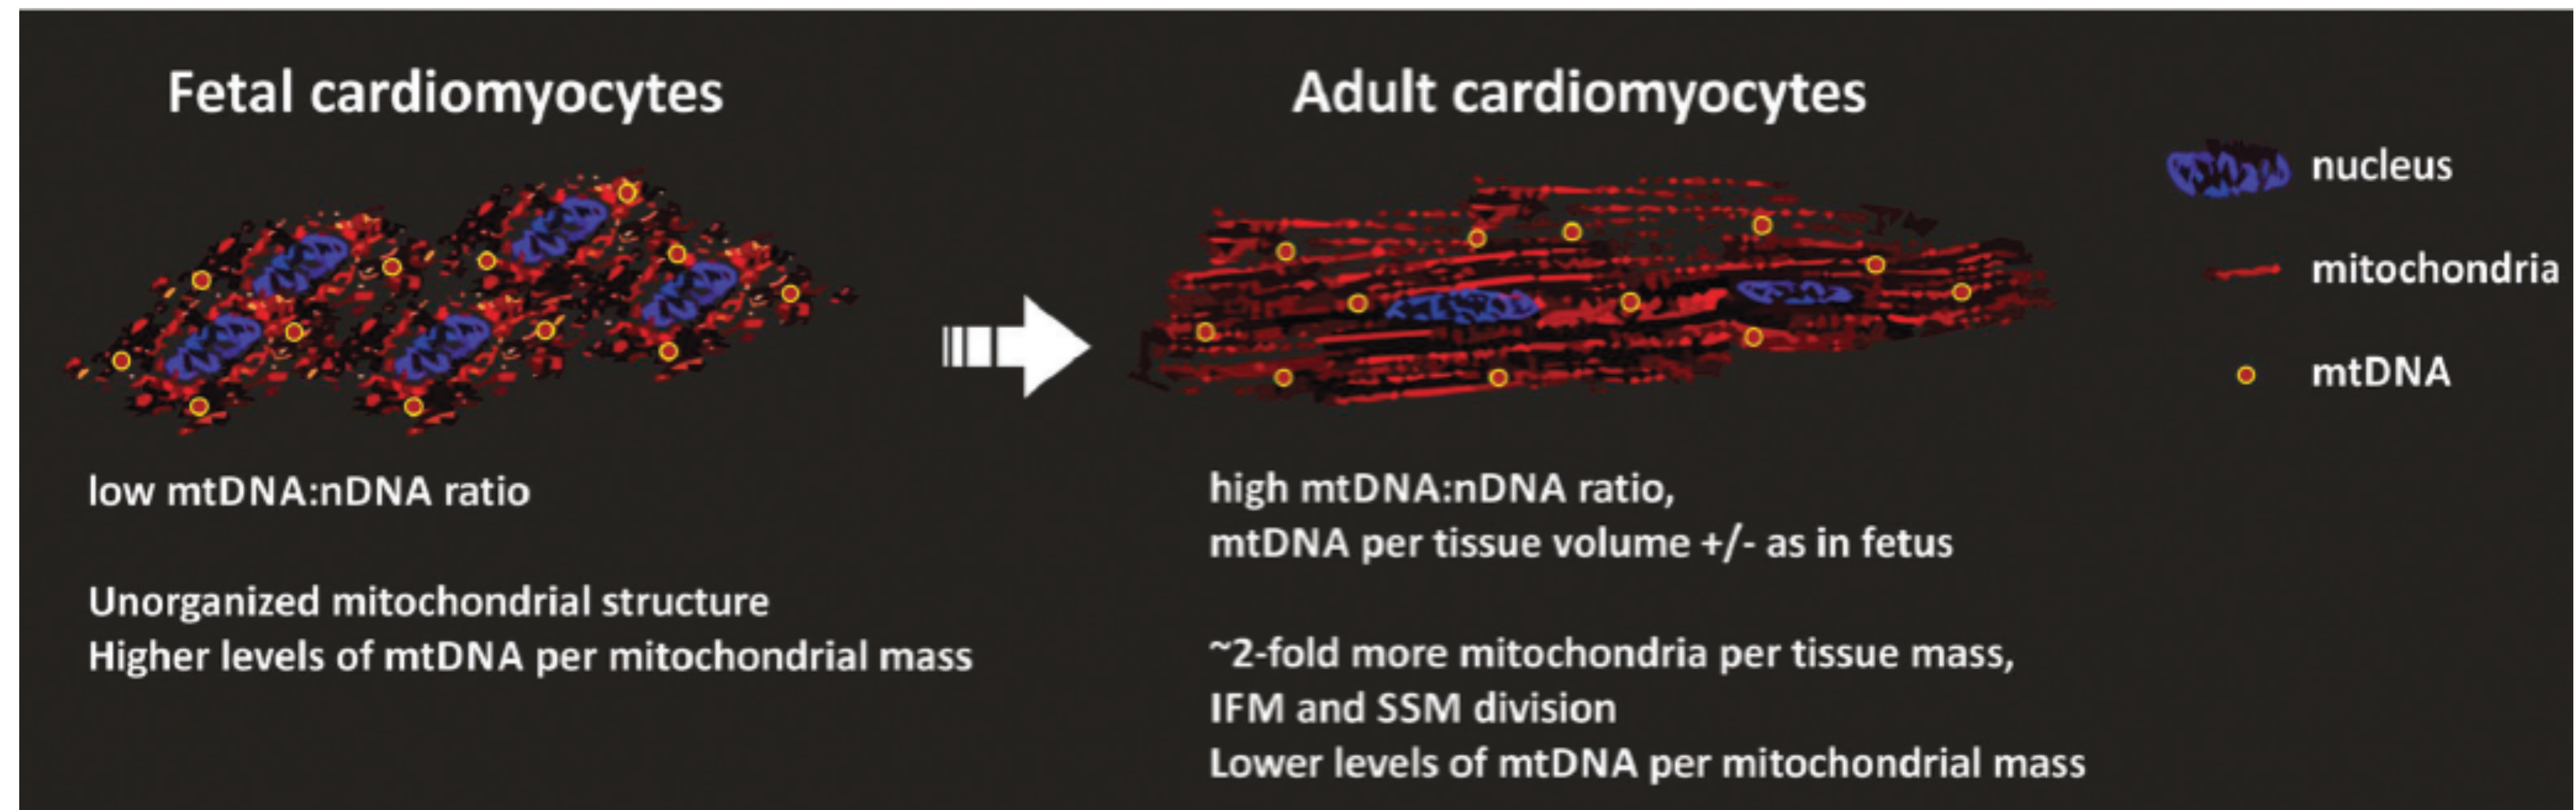 Fetal cardiomyocytes
low mtDNA:nDNA ratio
Unorganized mitochondrial structure
Higher levels of mtDNA per mitochondrial mass
Adult cardiomyocytes
high mtDNA:nDNA ratio,
mtDNA per tissue volume +/- as in fetus
~2-fold more mitochondria per tissue mass,
IFM and SSM division
Lower levels of mtDNA per mitochondrial mass
nucleus
mitochondria
mtDNA